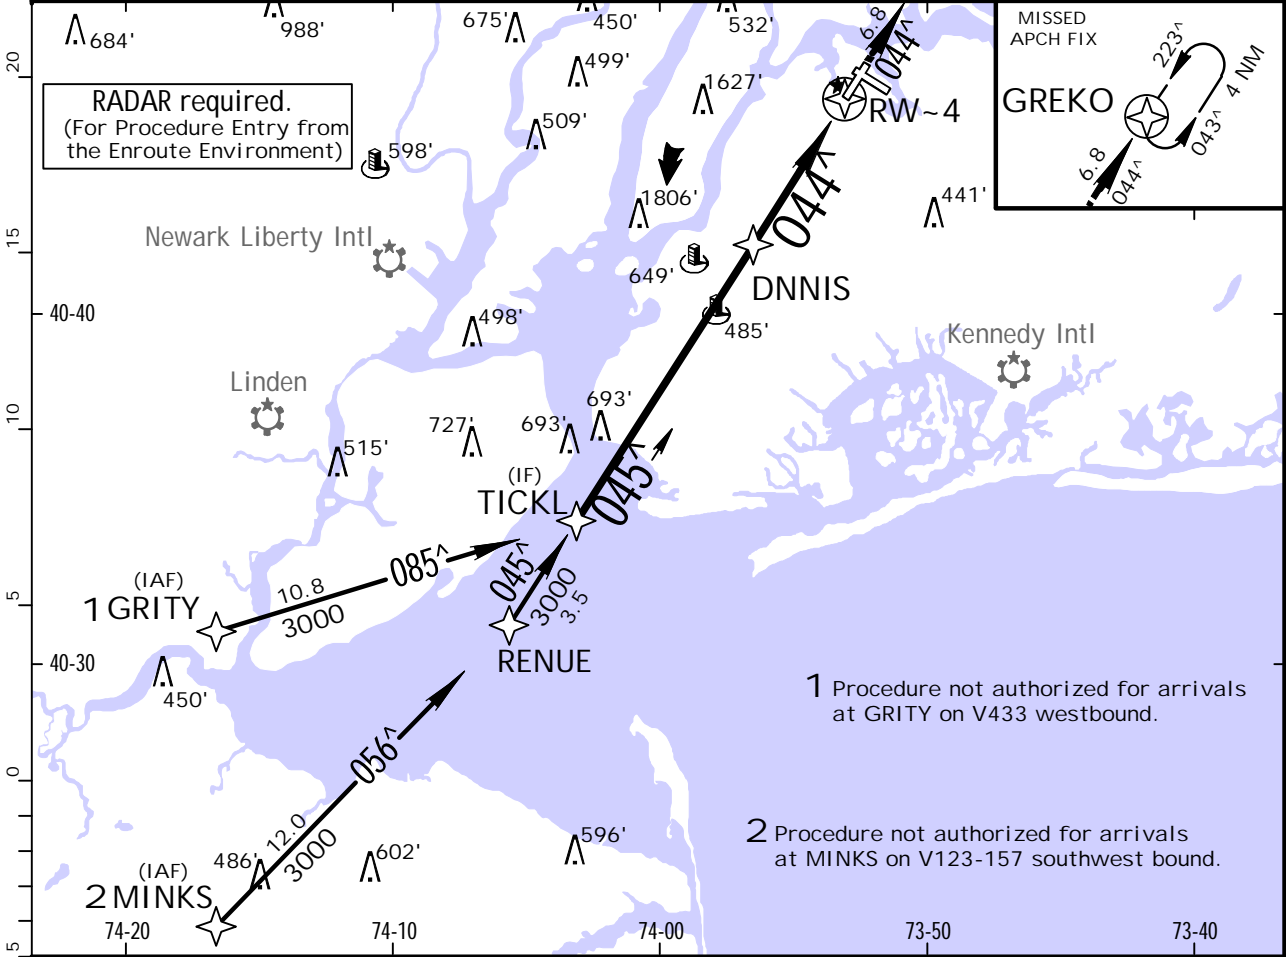 684'
988'
675'
450'
532'
6.8
044^
MISSED
APCH FIX
223^
4 NM
GREKO
043^
6.8
044^
20
499'
1627'
RADAR required.
(For Procedure Entry from
the Enroute Environment)
509'
598'
RW~4
1806'
044^
441'
Newark Liberty Intl
15
649'
DNNIS
40-40
498'
485'
Kennedy Intl
Linden
10
693'
727'
693'
515'
(IF)
TICKL
045^
085^
045^
(IAF)
1 GRITY
10.8
3000
3000
3.5
5
40-30
RENUE
450'
1 Procedure not authorized for arrivals
at GRITY on V433 westbound.
056^
0
12.0
3000
2 Procedure not authorized for arrivals
at MINKS on V123-157 southwest bound.
486'
602'
596'
(IAF)
2 MINKS
5
74-20
74-10
74-00
73-50
73-40